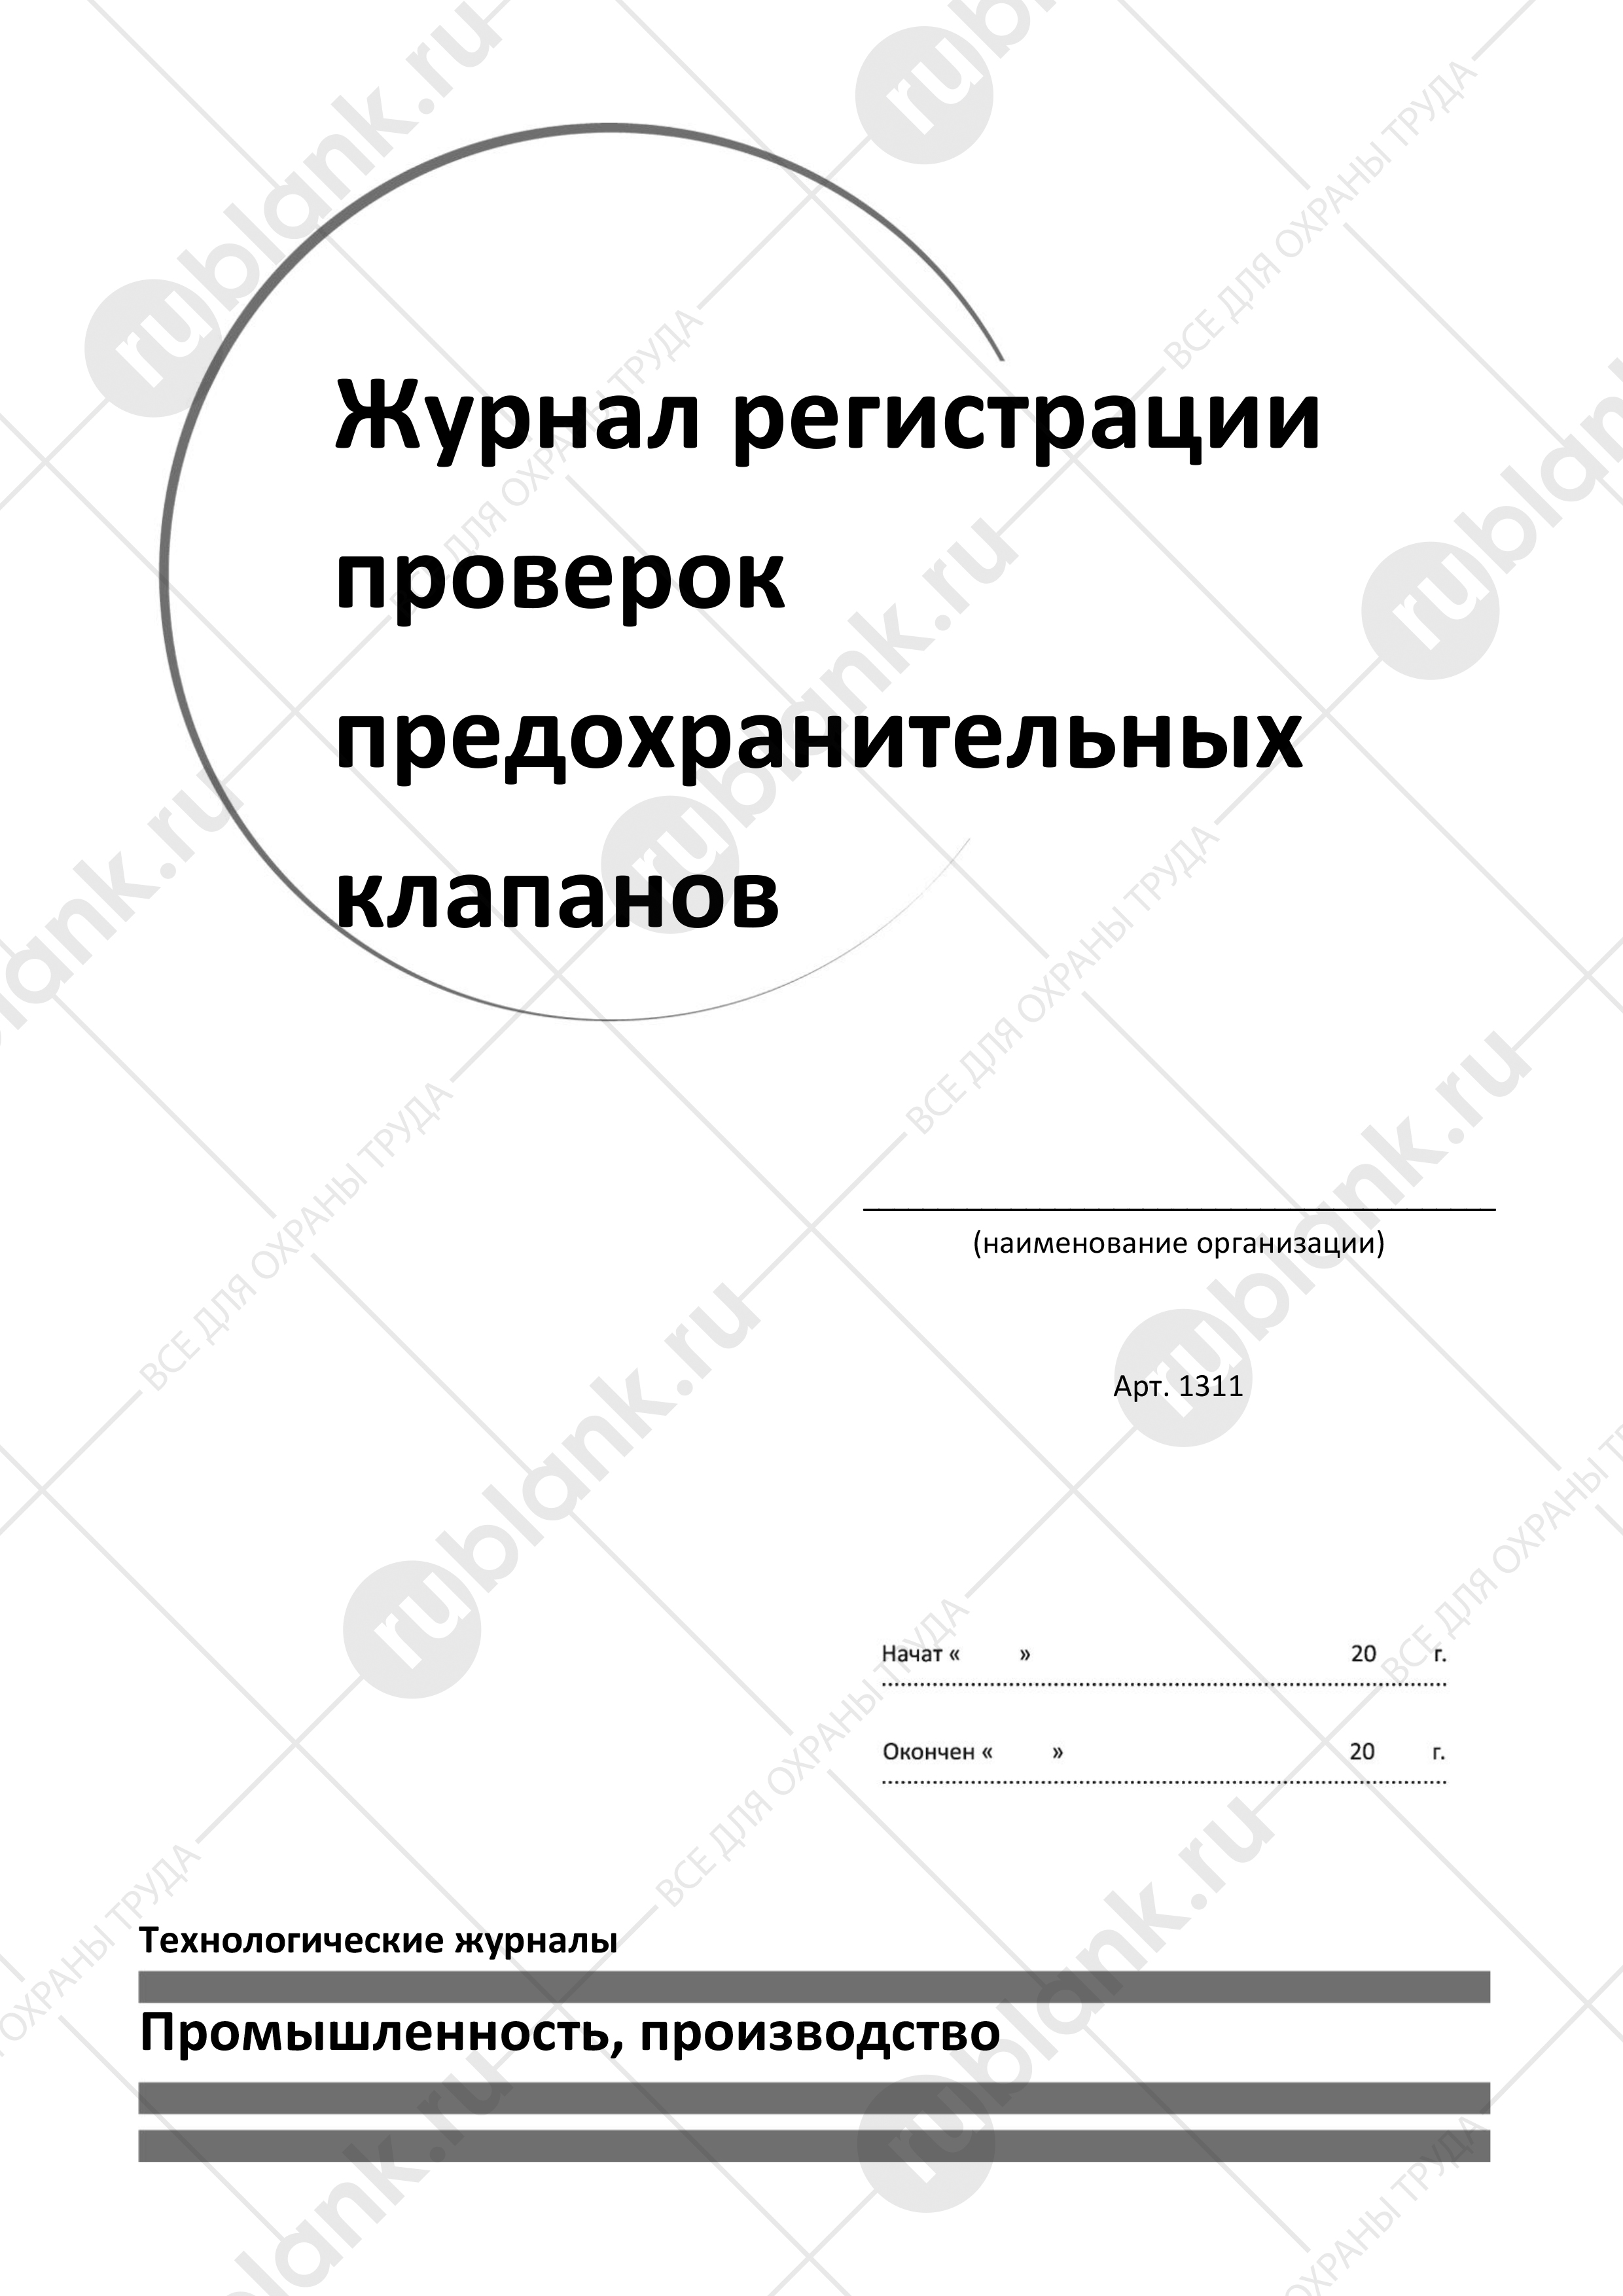 Журнал регистрации
проверок
предохранительных
клапанов
(наименование организации)
Арт. 1311
Начат « » 20 г.
Окончен « » 20 г.
Технологические журналы
Промышленность, производство
rublank.ru
ВСЕ ДЛЯ ОХРАНЫ ТРУДА